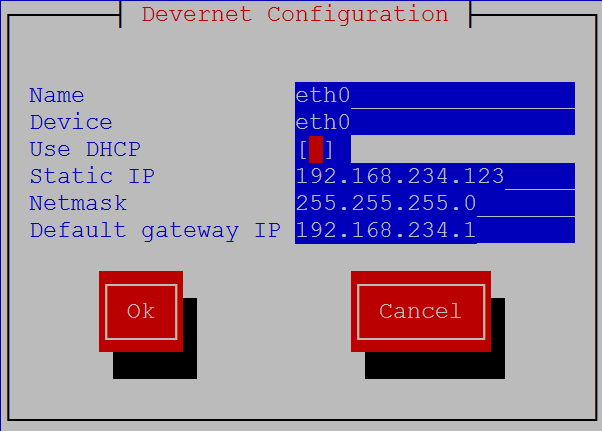 Devernet Configuration
Name eth0
Device eth0
Use DHCP [ ]
Static IP 192.168.234.123
Netmask 255.255.255.0
Default gateway IP 192.168.234.1
Ok Cancel